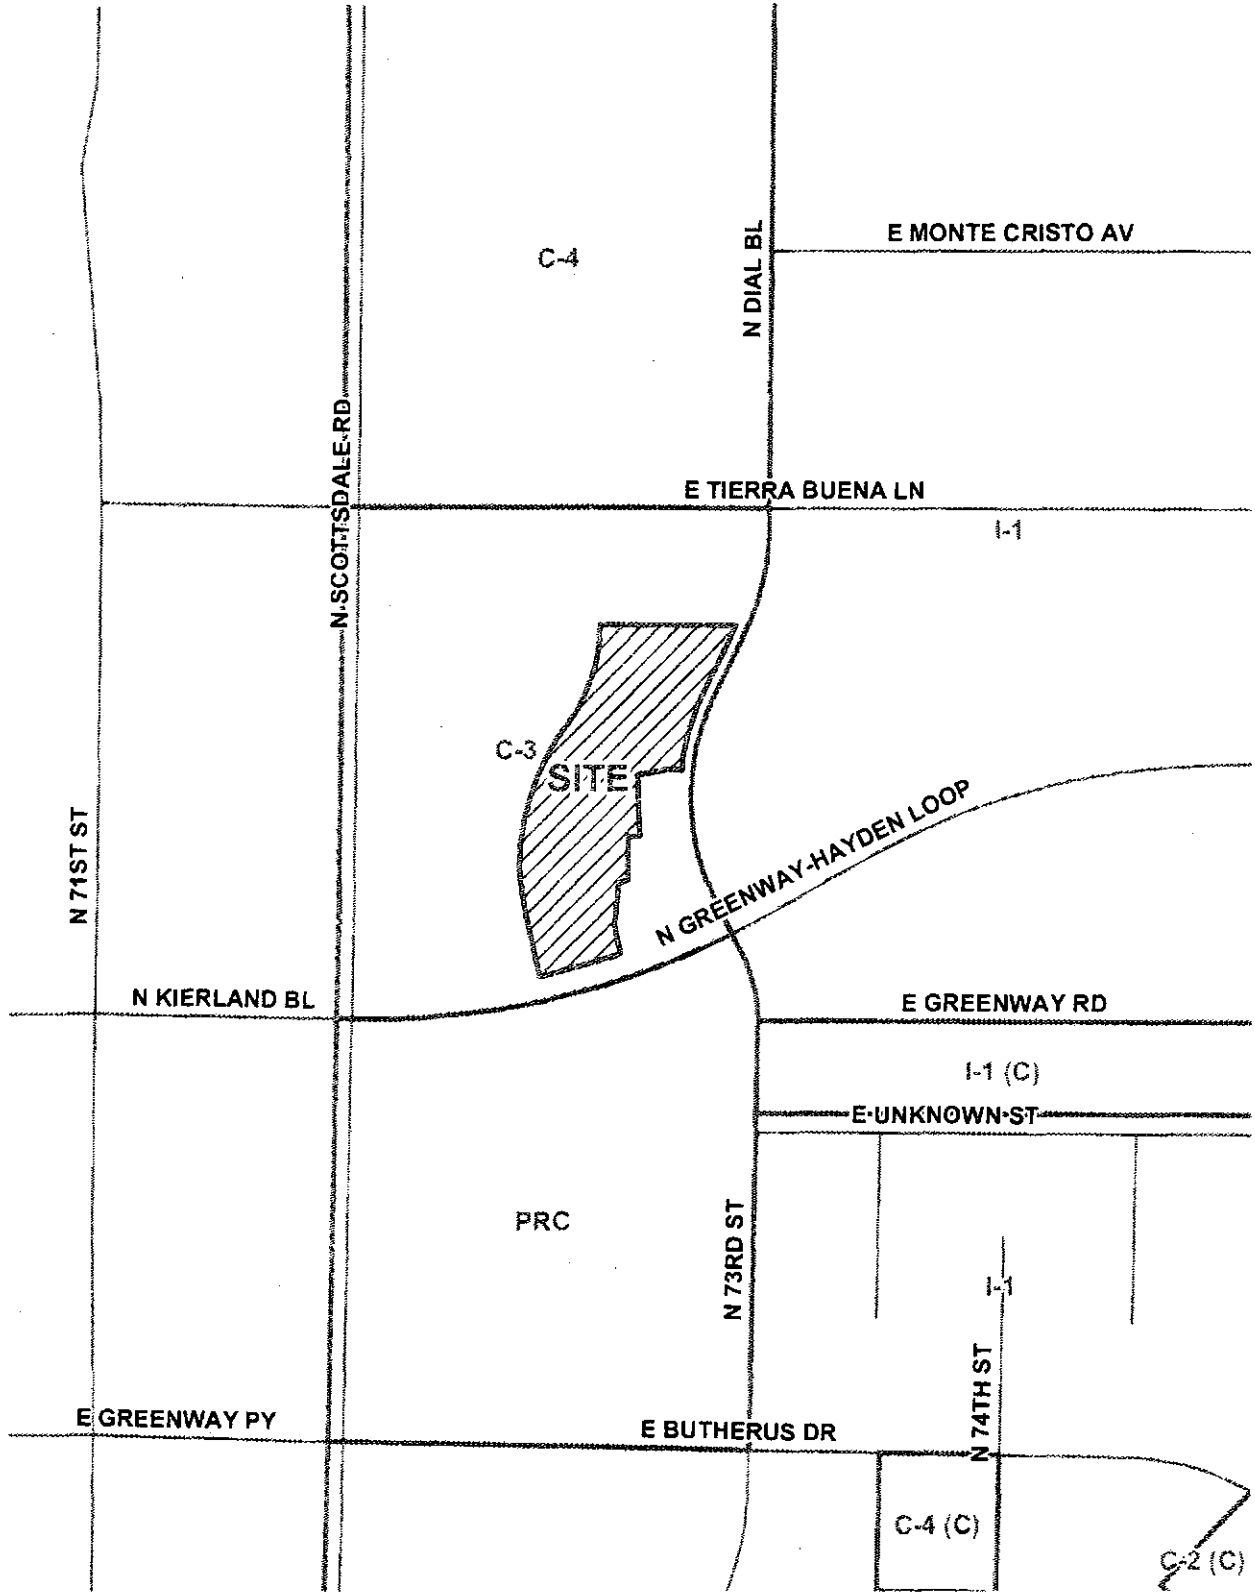 E MONTE CRISTO AV
N DIAL BL
C-4
N SCOTTSDALE RD
E TIERRA BUENA LN
I-1
C-3
SITE
N 71ST ST
N GREENWAY-HAYDEN LOOP
N KIERLAND BL
E GREENWAY RD
I-1 (C)
E UNKNOWN ST
PRC
N 73RD ST
I-1
N 74TH ST
E GREENWAY PY
E BUTHERUS DR
C-4 (C)
C-2 (C)